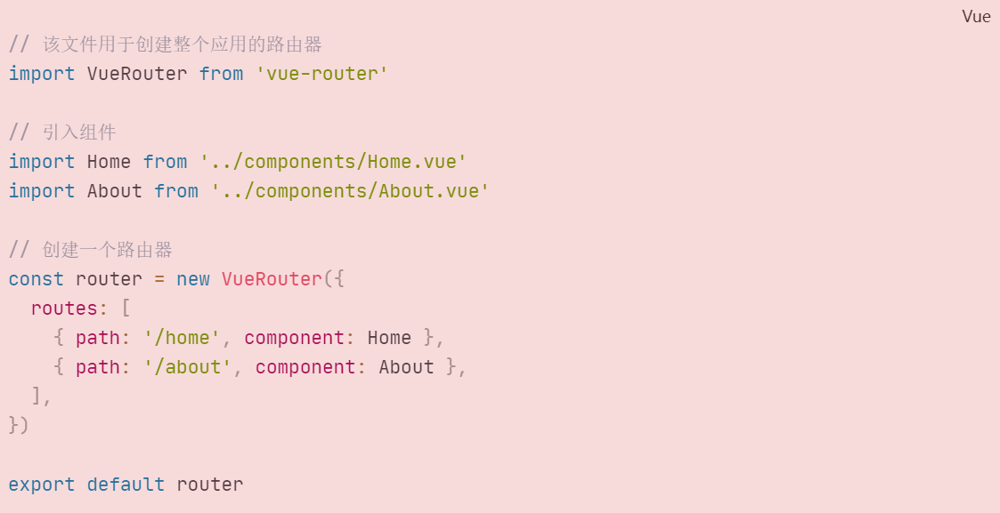 Vue
// 该文件用于创建整个应用的路由器
import VueRouter from 'vue-router'

// 引入组件
import Home from '../components/Home.vue'
import About from '../components/About.vue'

// 创建一个路由器
const router = new VueRouter({
  routes: [
    { path: '/home', component: Home },
    { path: '/about', component: About },
  ],
})

export default router